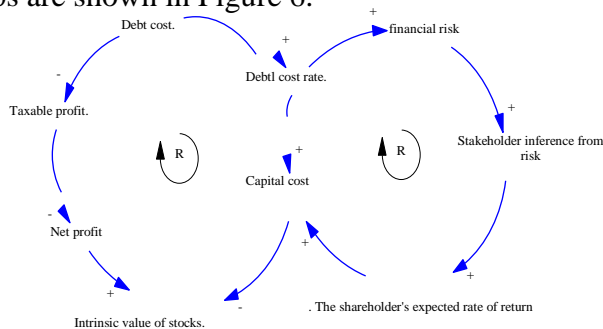 ps are shown in Figure 6.
Debt cost.
+
financial risk
+
-
Debtl cost rate.
Taxable profit.
+
Stakeholder inference from
risk
R
R
+
Capital cost
-
Net profit
+
+
+
-
. The shareholder's expected rate of return
Intrinsic value of stocks.